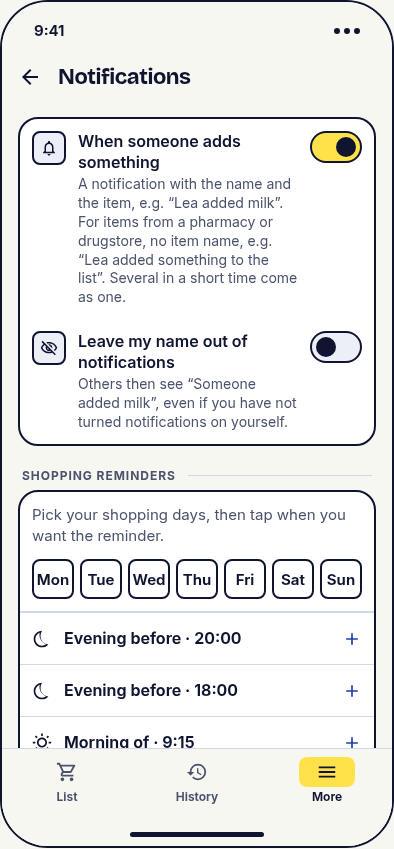 9:41
Notifications
When someone adds
something
A notification with the name and
the item, e.g. “Lea added milk”.
For items from a pharmacy or
drugstore, no item name, e.g.
“Lea added something to the
list”. Several in a short time come
as one.
Leave my name out of
notifications
Others then see “Someone
added milk”, even if you have not
turned notifications on yourself.
SHOPPING REMINDERS
Pick your shopping days, then tap when you
want the reminder.
Mon Tue Wed Thu Fri Sat Sun
Evening before · 20:00
Evening before · 18:00
Morning of · 9:15
List History More